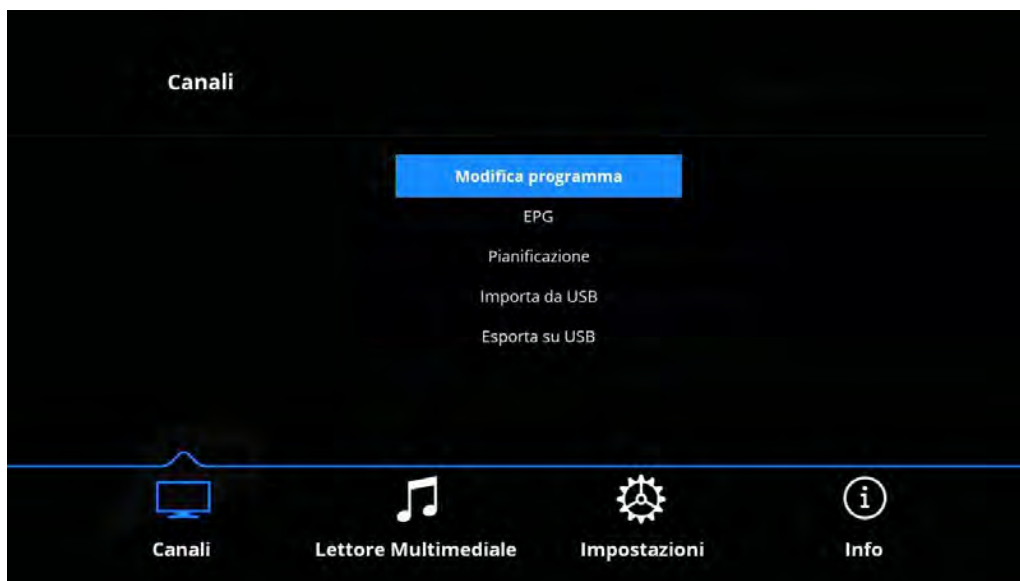 Canali
Modifica programma
EPG
Pianificazione
Importa da USB
Esporta su USB
Canali
Lettore Multimediale
Impostazioni
Info